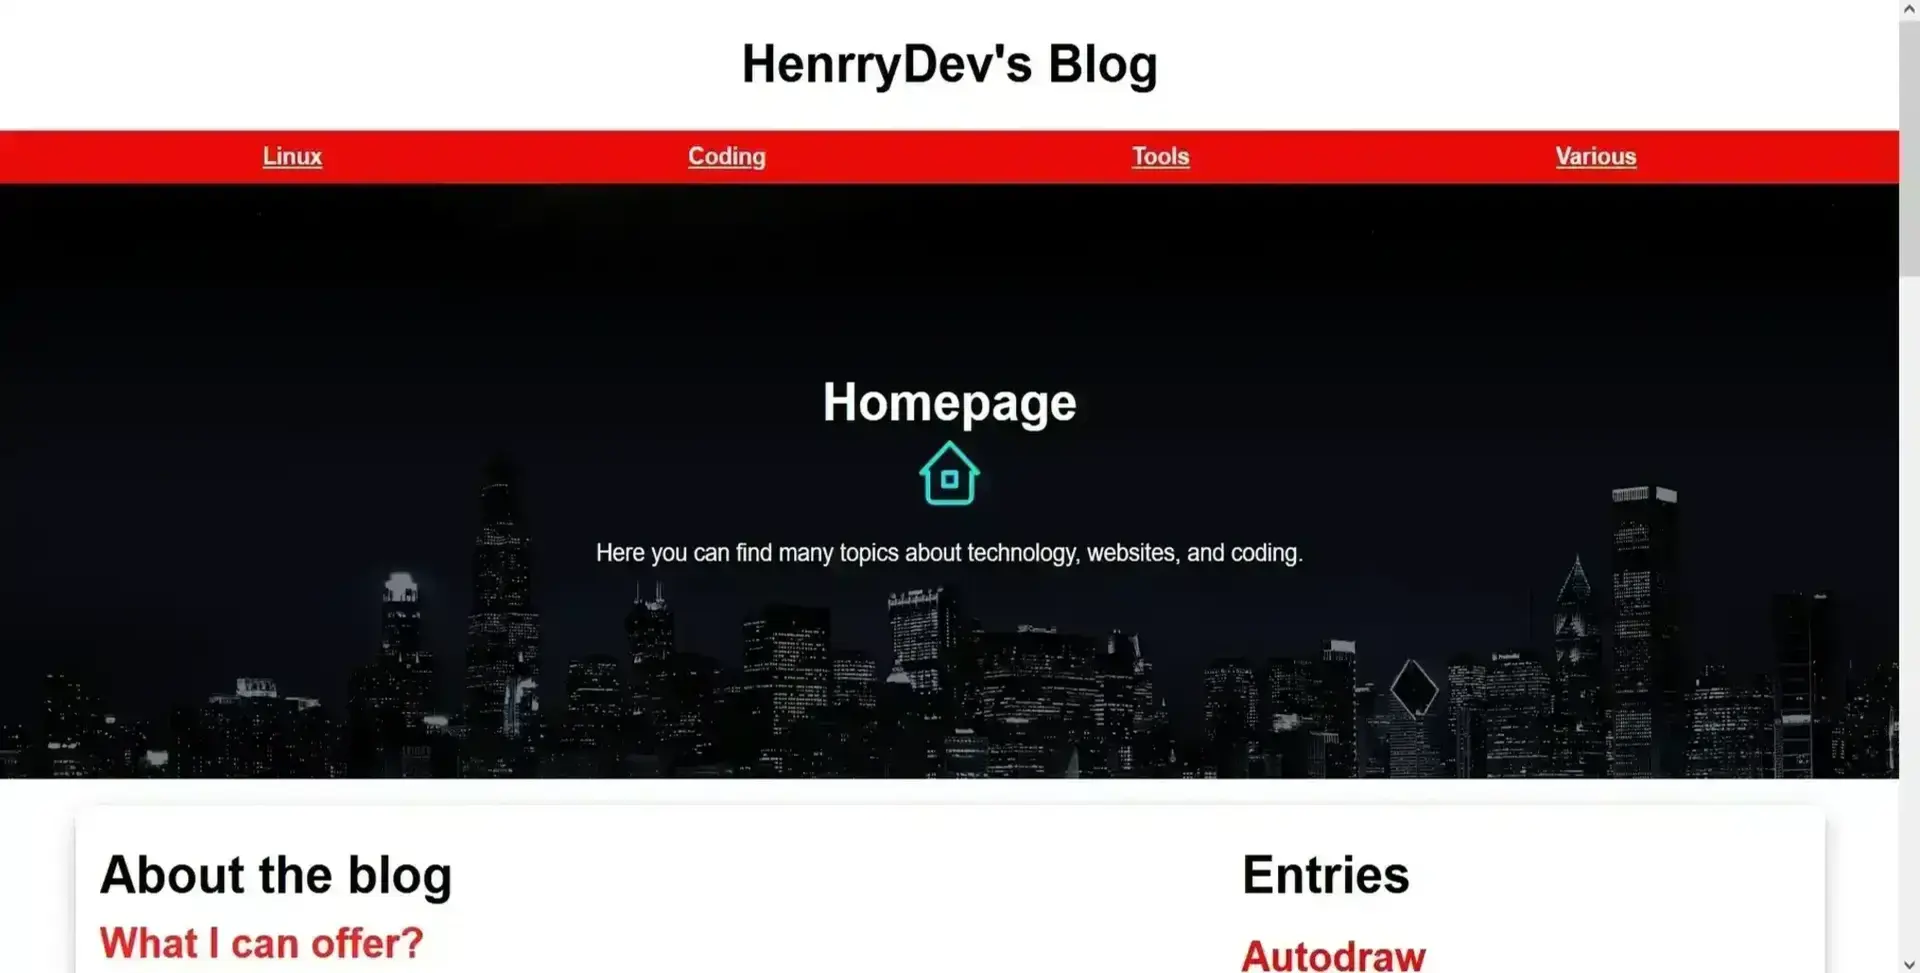 HenrryDev's Blog
Linux
Coding
Tools
Various
Homepage
Here you can find many topics about technology, websites, and coding.
About the blog
What I can offer?
Entries
Autodraw